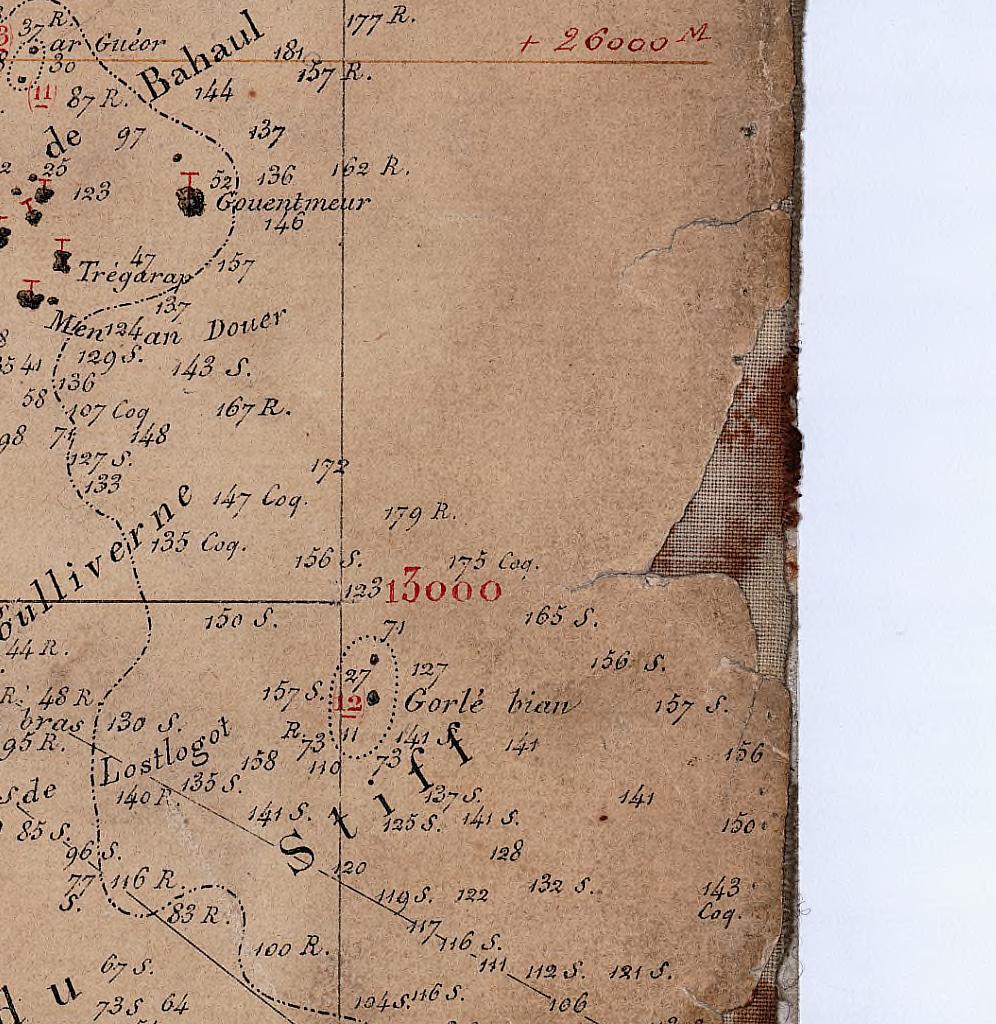 177 R.
37 R.
ar Guéor
30
+ 26000 M
Bahaul
181
157 R.
(11)
87 R.
144
de
97
137
25
123
52
136
162 R.
Gouentmeur
146
47
157
Trégarap
137
Men an Douer
124
129 S.
41
143 S.
136
58
107 Coq
167 R.
98
148
127 S.
172
133
147 Coq.
179 R.
Gulliverne
135 Coq.
156 S.
175 Coq.
123
13000
150 S.
165 S.
44 R.
71
127
156 S.
27
48 R.
157 S.
12
Gorlé bian
157 S.
bras
130 S.
R.
73
11
141 S.
141
156
95 R.
Lostlogot
158
110
73
Stiff
de
140 R.
135 S.
137 S.
141
141 S.
125 S.
141 S.
150
85 S.
128
96 S.
120
77 S.
116 R.
119 S.
122
132 S.
143 Coq.
83 R.
117
116 S.
100 R.
111
67 S.
112 S.
121 S.
du
73 S
64
104 S.
116 S.
106